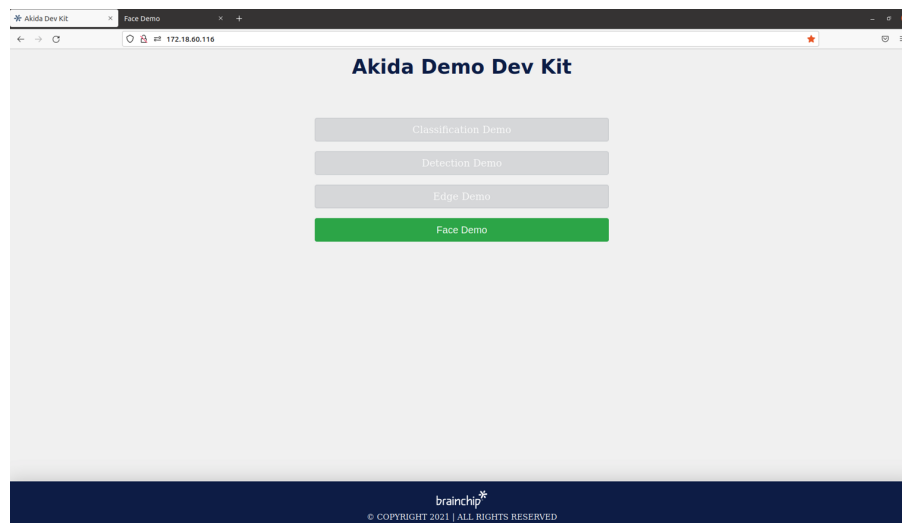 Akida Dev Kit
Face Demo
172.18.60.116
Akida Demo Dev Kit
Classification Demo
Detection Demo
Edge Demo
Face Demo
brainchip
© COPYRIGHT 2021 | ALL RIGHTS RESERVED